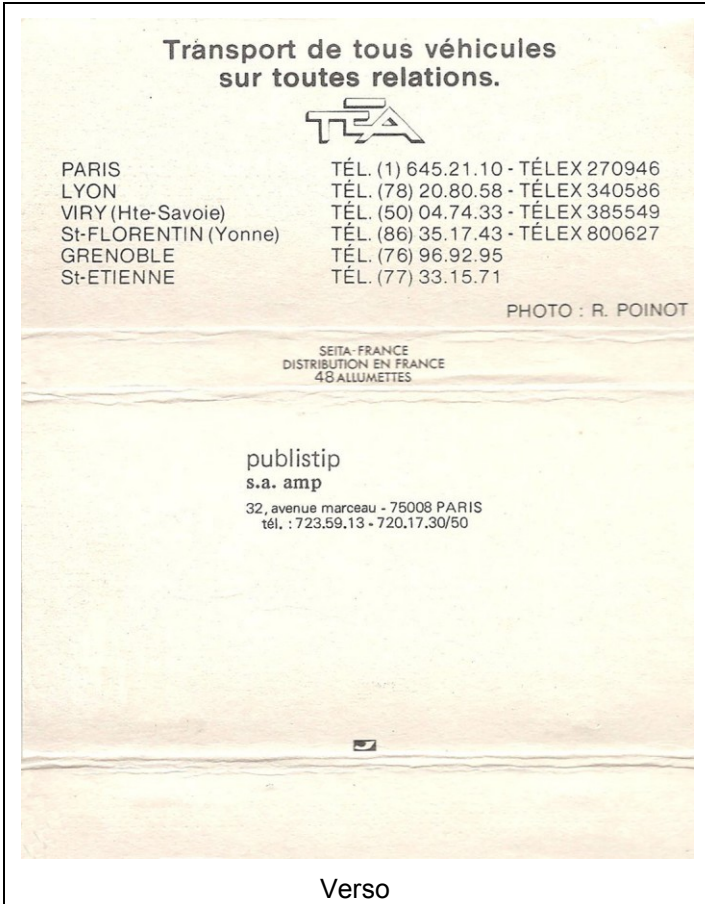 Transport de tous véhicules
sur toutes relations.
TEA
PARIS TÉL. (1) 645.21.10 - TÉLEX 270946
LYON TÉL. (78) 20.80.58 - TÉLEX 340586
VIRY (Hte-Savoie) TÉL. (50) 04.74.33 - TÉLEX 385549
St-FLORENTIN (Yonne) TÉL. (86) 35.17.43 - TÉLEX 800627
GRENOBLE TÉL. (76) 96.92.95
St-ETIENNE TÉL. (77) 33.15.71
PHOTO : R. POINOT
SEITA-FRANCE
DISTRIBUTION EN FRANCE
48 ALLUMETTES
publistip
s.a. amp
32, avenue marceau - 75008 PARIS
tél. : 723.59.13 - 720.17.30/50
Verso